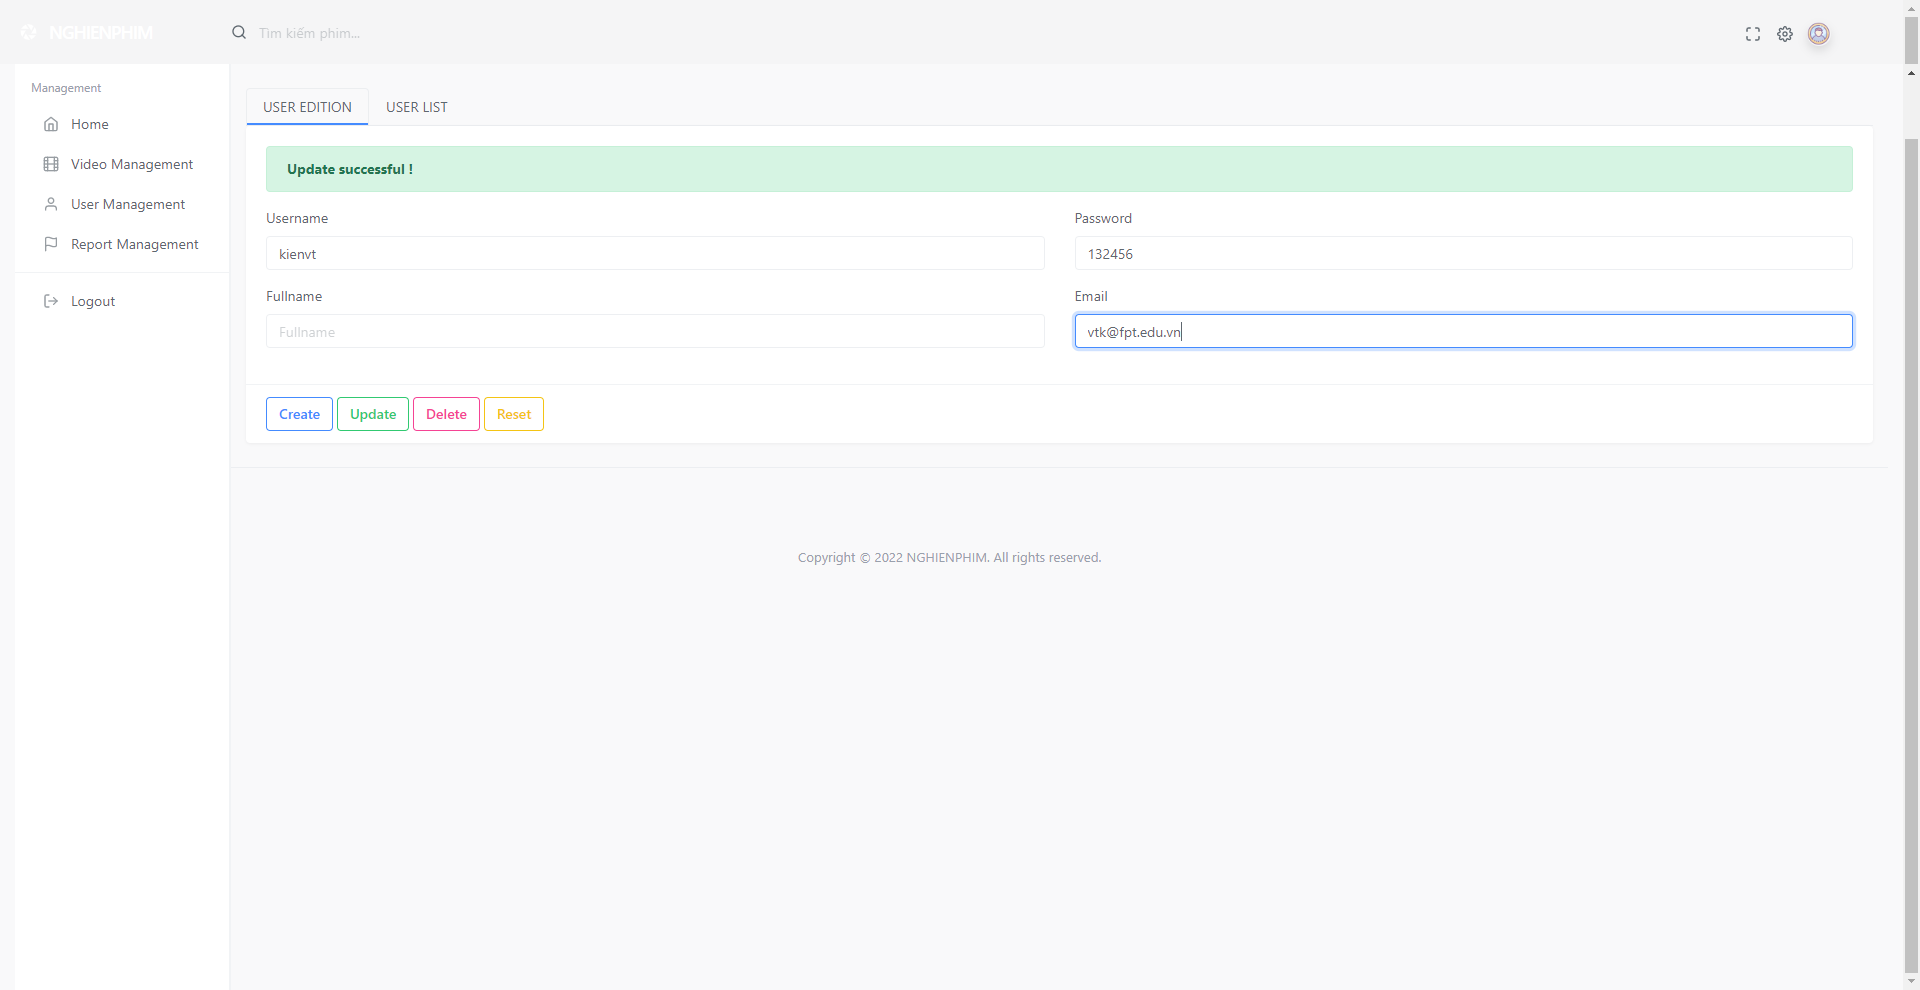 NGHIENPHIM
Tìm kiếm phim...
Management
Home
Video Management
User Management
Report Management
Logout
USER EDITION
USER LIST
Update successful !
Username
Password
kienvt
132456
Fullname
Email
Fullname
vtk@fpt.edu.vn
Create
Update
Delete
Reset
Copyright © 2022 NGHIENPHIM. All rights reserved.